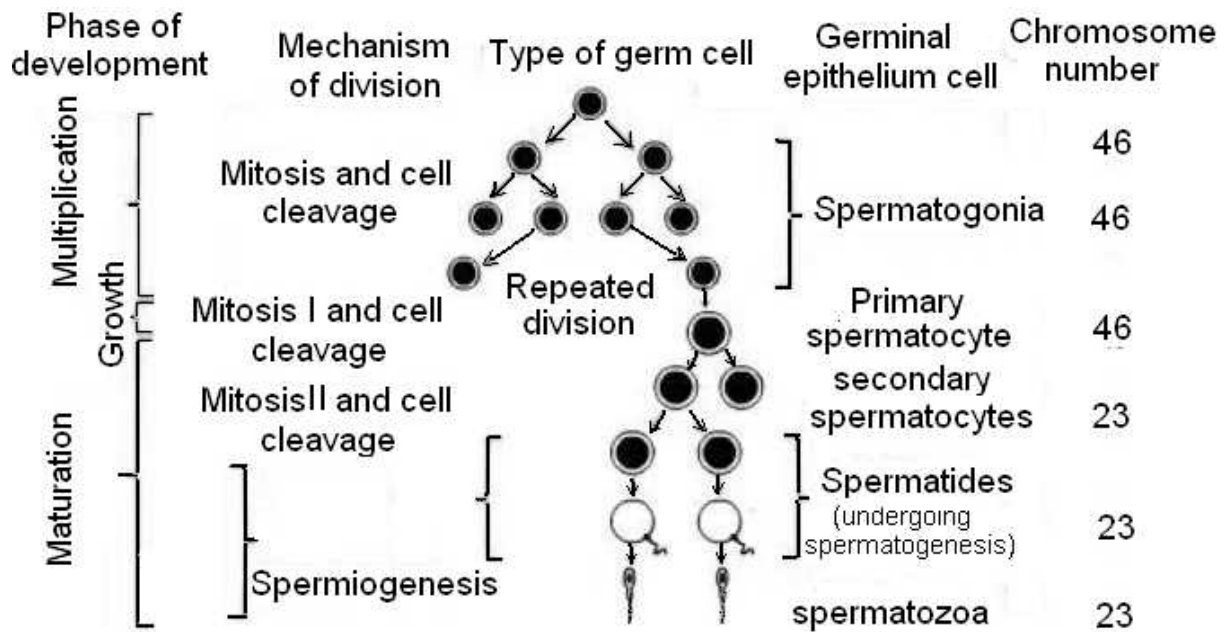 Phase of
development
Mechanism
of division
Type of germ cell
Germinal
epithelium cell
Chromosome
number
Multiplication
Mitosis and cell
cleavage
Spermatogonia
46
46
Growth
Repeated
division
Mitosis I and cell
cleavage
Primary
spermatocyte
46
Mitosis II and cell
cleavage
secondary
spermatocytes
23
Maturation
Spermatides
(undergoing
spermatogenesis)
23
Spermiogenesis
spermatozoa
23